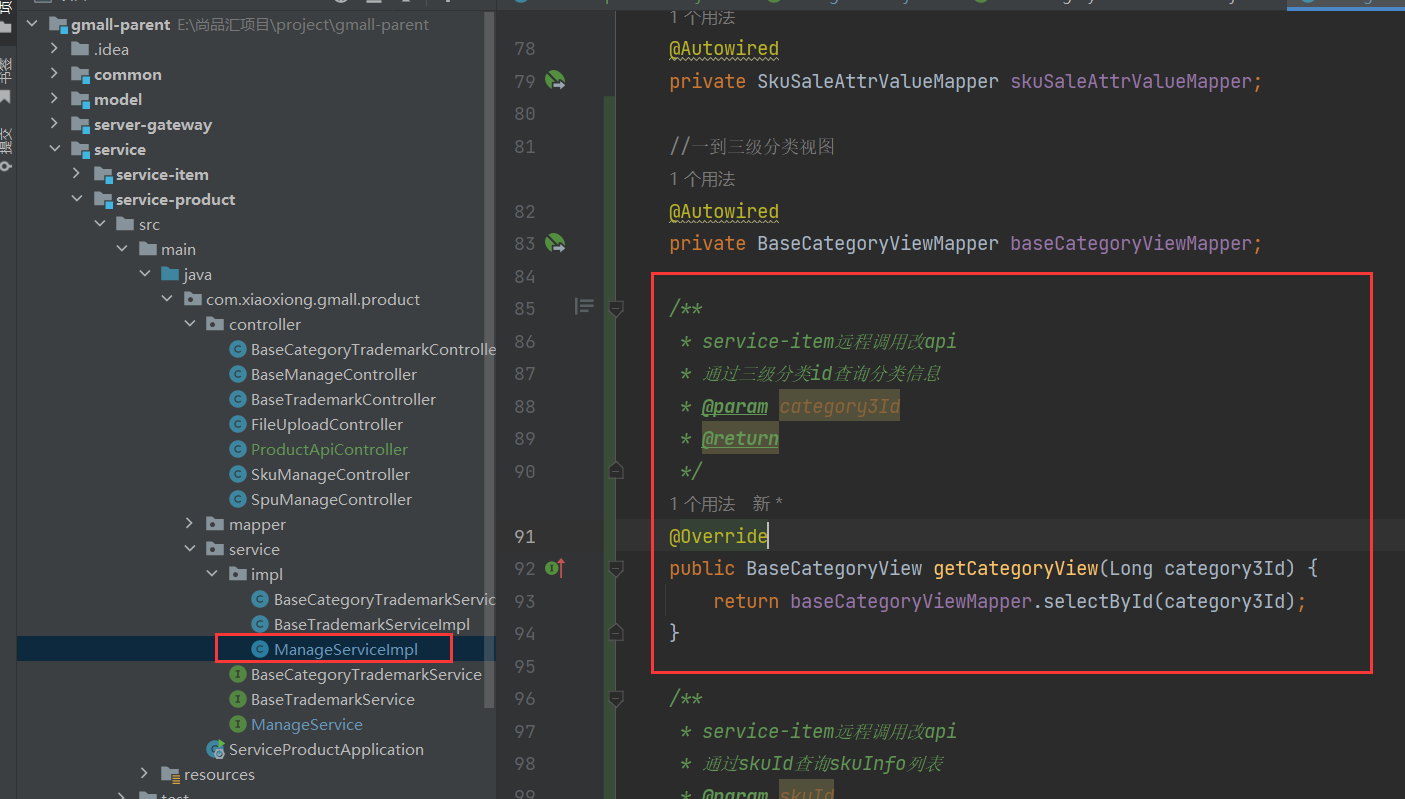 项
书签
提交
gmall-parent E:\尚品汇项目\project\gmall-parent
.idea
common
model
server-gateway
service
service-item
service-product
src
main
java
com.xiaoxiong.gmall.product
controller
BaseCategoryTrademarkControlle
BaseManageController
BaseTrademarkController
FileUploadController
ProductApiController
SkuManageController
SpuManageController
mapper
service
impl
BaseCategoryTrademarkServic
BaseTrademarkServiceImpl
ManageServiceImpl
BaseCategoryTrademarkService
BaseTrademarkService
ManageService
ServiceProductApplication
resources
test
1 个用法
78 @Autowired
79 private SkuSaleAttrValueMapper skuSaleAttrValueMapper;
80
81 //一到三级分类视图
1 个用法
82 @Autowired
83 private BaseCategoryViewMapper baseCategoryViewMapper;
84
85 /**
86 * service-item远程调用改api
87 * 通过三级分类id查询分类信息
88 * @param category3Id
89 * @return
90 */
1 个用法 新 *
91 @Override
92 public BaseCategoryView getCategoryView(Long category3Id) {
93 return baseCategoryViewMapper.selectById(category3Id);
94 }
95
96 /**
97 * service-item远程调用改api
98 * 通过skuId查询skuInfo列表
99 * @param skuId